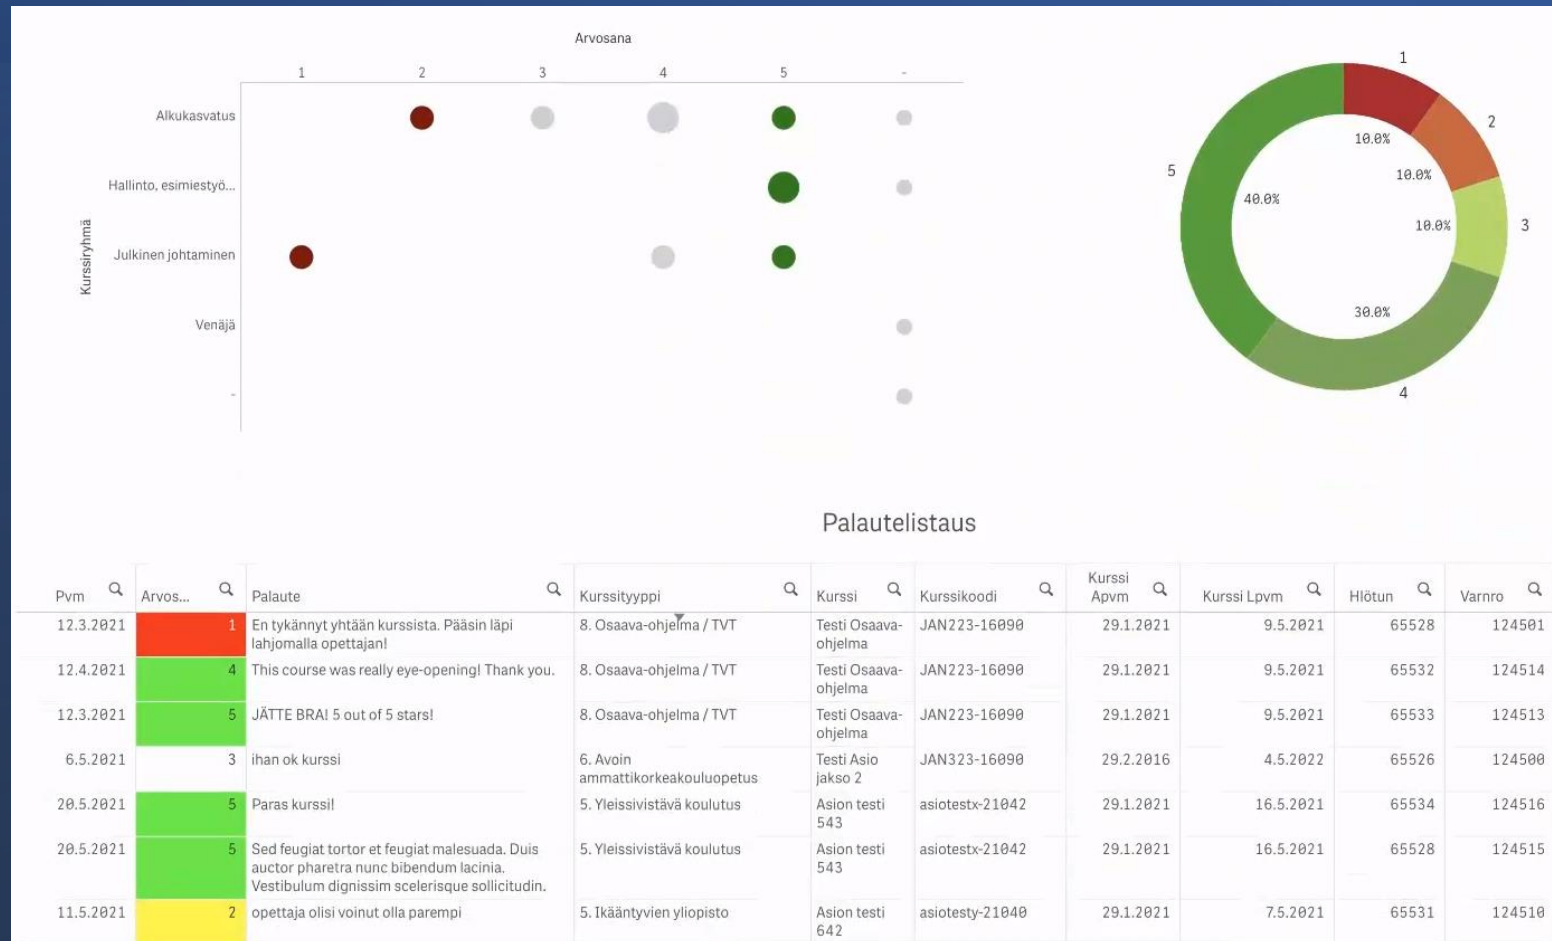 Arvosana
1 2 3 4 5 -
Kurssiryhmä
Alkukasvatus
Hallinto, esimiestyö...
Julkinen johtaminen
Venäjä
-
1
2
3
4
5
10.0%
10.0%
10.0%
30.0%
40.0%
Palautelistaus
Pvm Arvos... Palaute Kurssityyppi Kurssi Kurssikoodi Kurssi Apvm Kurssi Lpvm Hlötun Varnro
12.3.2021 1 En tykännyt yhtään kurssista. Pääsin läpi 8. Osaava-ohjelma / TVT Testi Osaava- JAN223-16090 29.1.2021 9.5.2021 65528 124501
lahjomalla opettajan! ohjelma
12.4.2021 4 This course was really eye-opening! Thank you. 8. Osaava-ohjelma / TVT Testi Osaava- JAN223-16090 29.1.2021 9.5.2021 65532 124514
ohjelma
12.3.2021 5 JÄTTE BRA! 5 out of 5 stars! 8. Osaava-ohjelma / TVT Testi Osaava- JAN223-16090 29.1.2021 9.5.2021 65533 124513
ohjelma
6.5.2021 3 ihan ok kurssi 6. Avoin Testi Asio JAN323-16090 29.2.2016 4.5.2022 65526 124500
ammattikorkeakouluopetus jakso 2
20.5.2021 5 Paras kurssi! 5. Yleissivistävä koulutus Asion testi asiotestx-21042 29.1.2021 16.5.2021 65534 124516
543
20.5.2021 5 Sed feugiat tortor et feugiat malesuada. Duis 5. Yleissivistävä koulutus Asion testi asiotestx-21042 29.1.2021 16.5.2021 65528 124515
auctor pharetra nunc bibendum lacinia. 543
Vestibulum dignissim scelerisque sollicitudin.
11.5.2021 2 opettaja olisi voinut olla parempi 5. Ikääntyvien yliopisto Asion testi asiotesty-21040 29.1.2021 7.5.2021 65531 124510
642